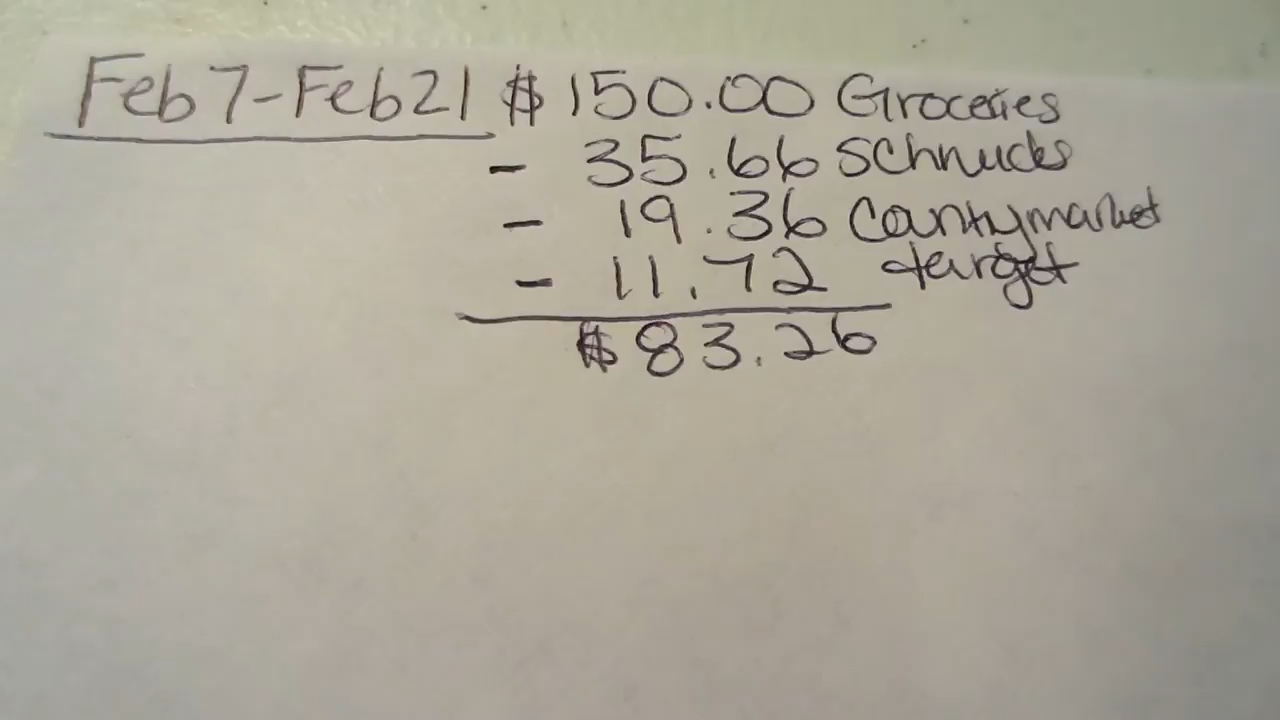 Feb 7-Feb 21 $150.00 Groceries
- 35.66 Schnucks
- 19.36 Countymarket
- 11.72 target
$83.26